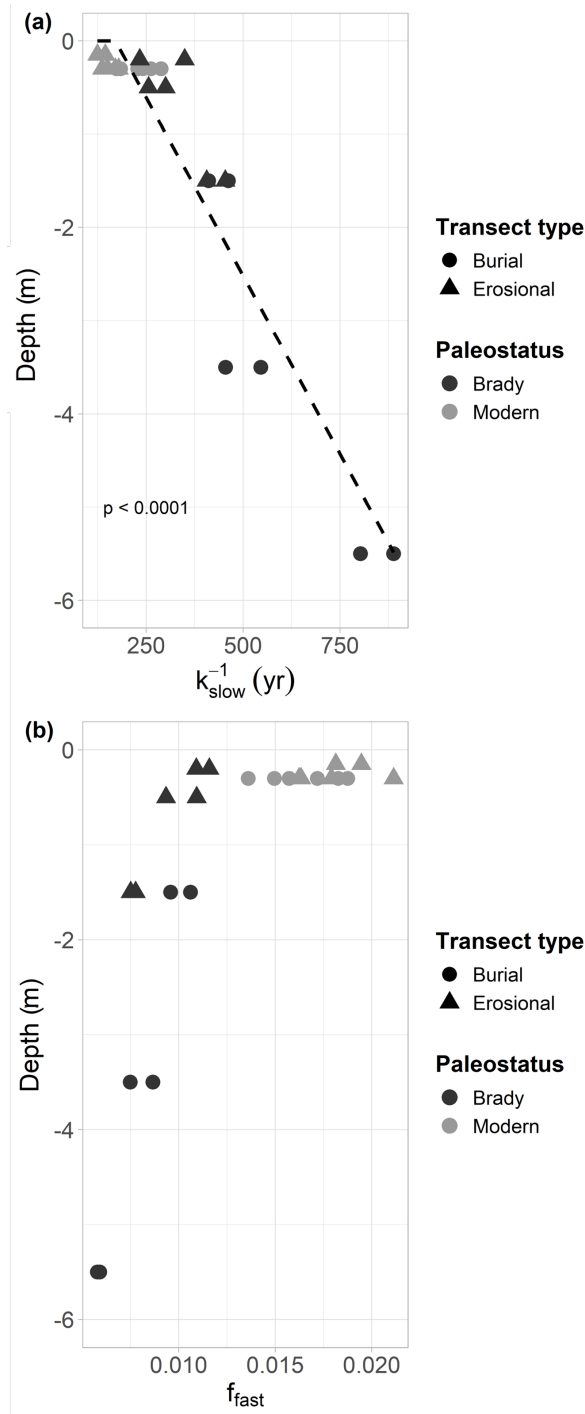 (a)
0
-2
-4
-6
Depth (m)
p < 0.0001
250 500 750
k⁻¹slow (yr)
Transect type
Burial
Erosional
Paleostatus
Brady
Modern
(b)
0
-2
-4
-6
Depth (m)
0.010 0.015 0.020
ffast
Transect type
Burial
Erosional
Paleostatus
Brady
Modern